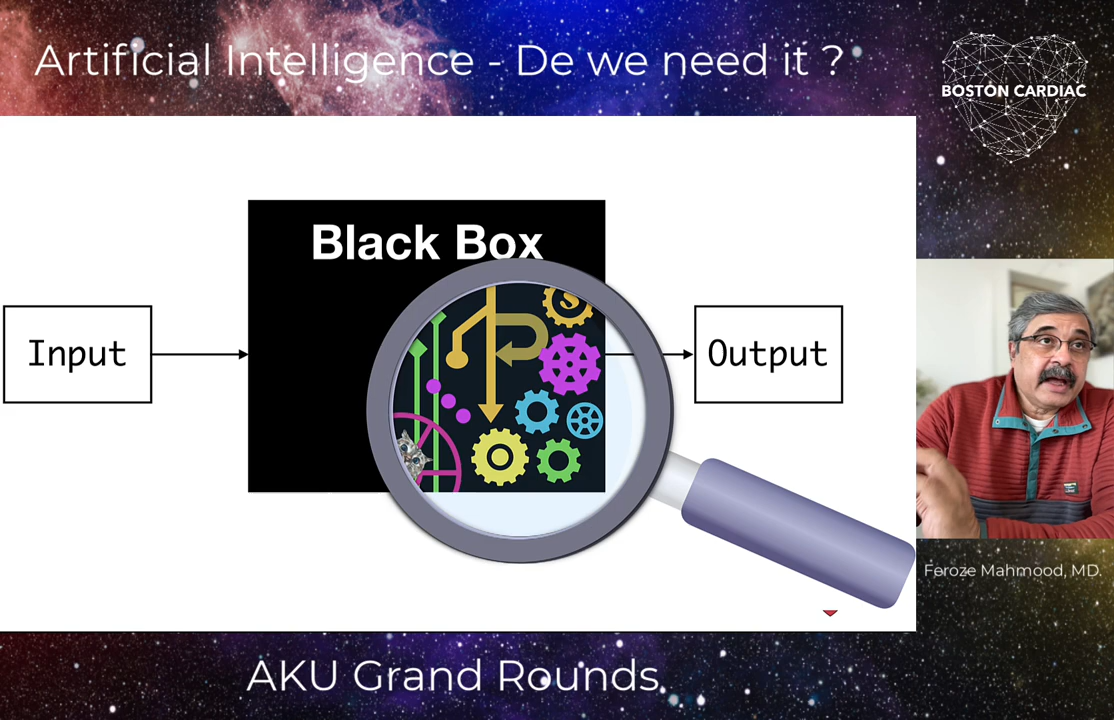 Artificial Intelligence - De we need it ?
BOSTON CARDIAC
Black Box
Input
Output
Feroze Mahmood, MD.
AKU Grand Rounds